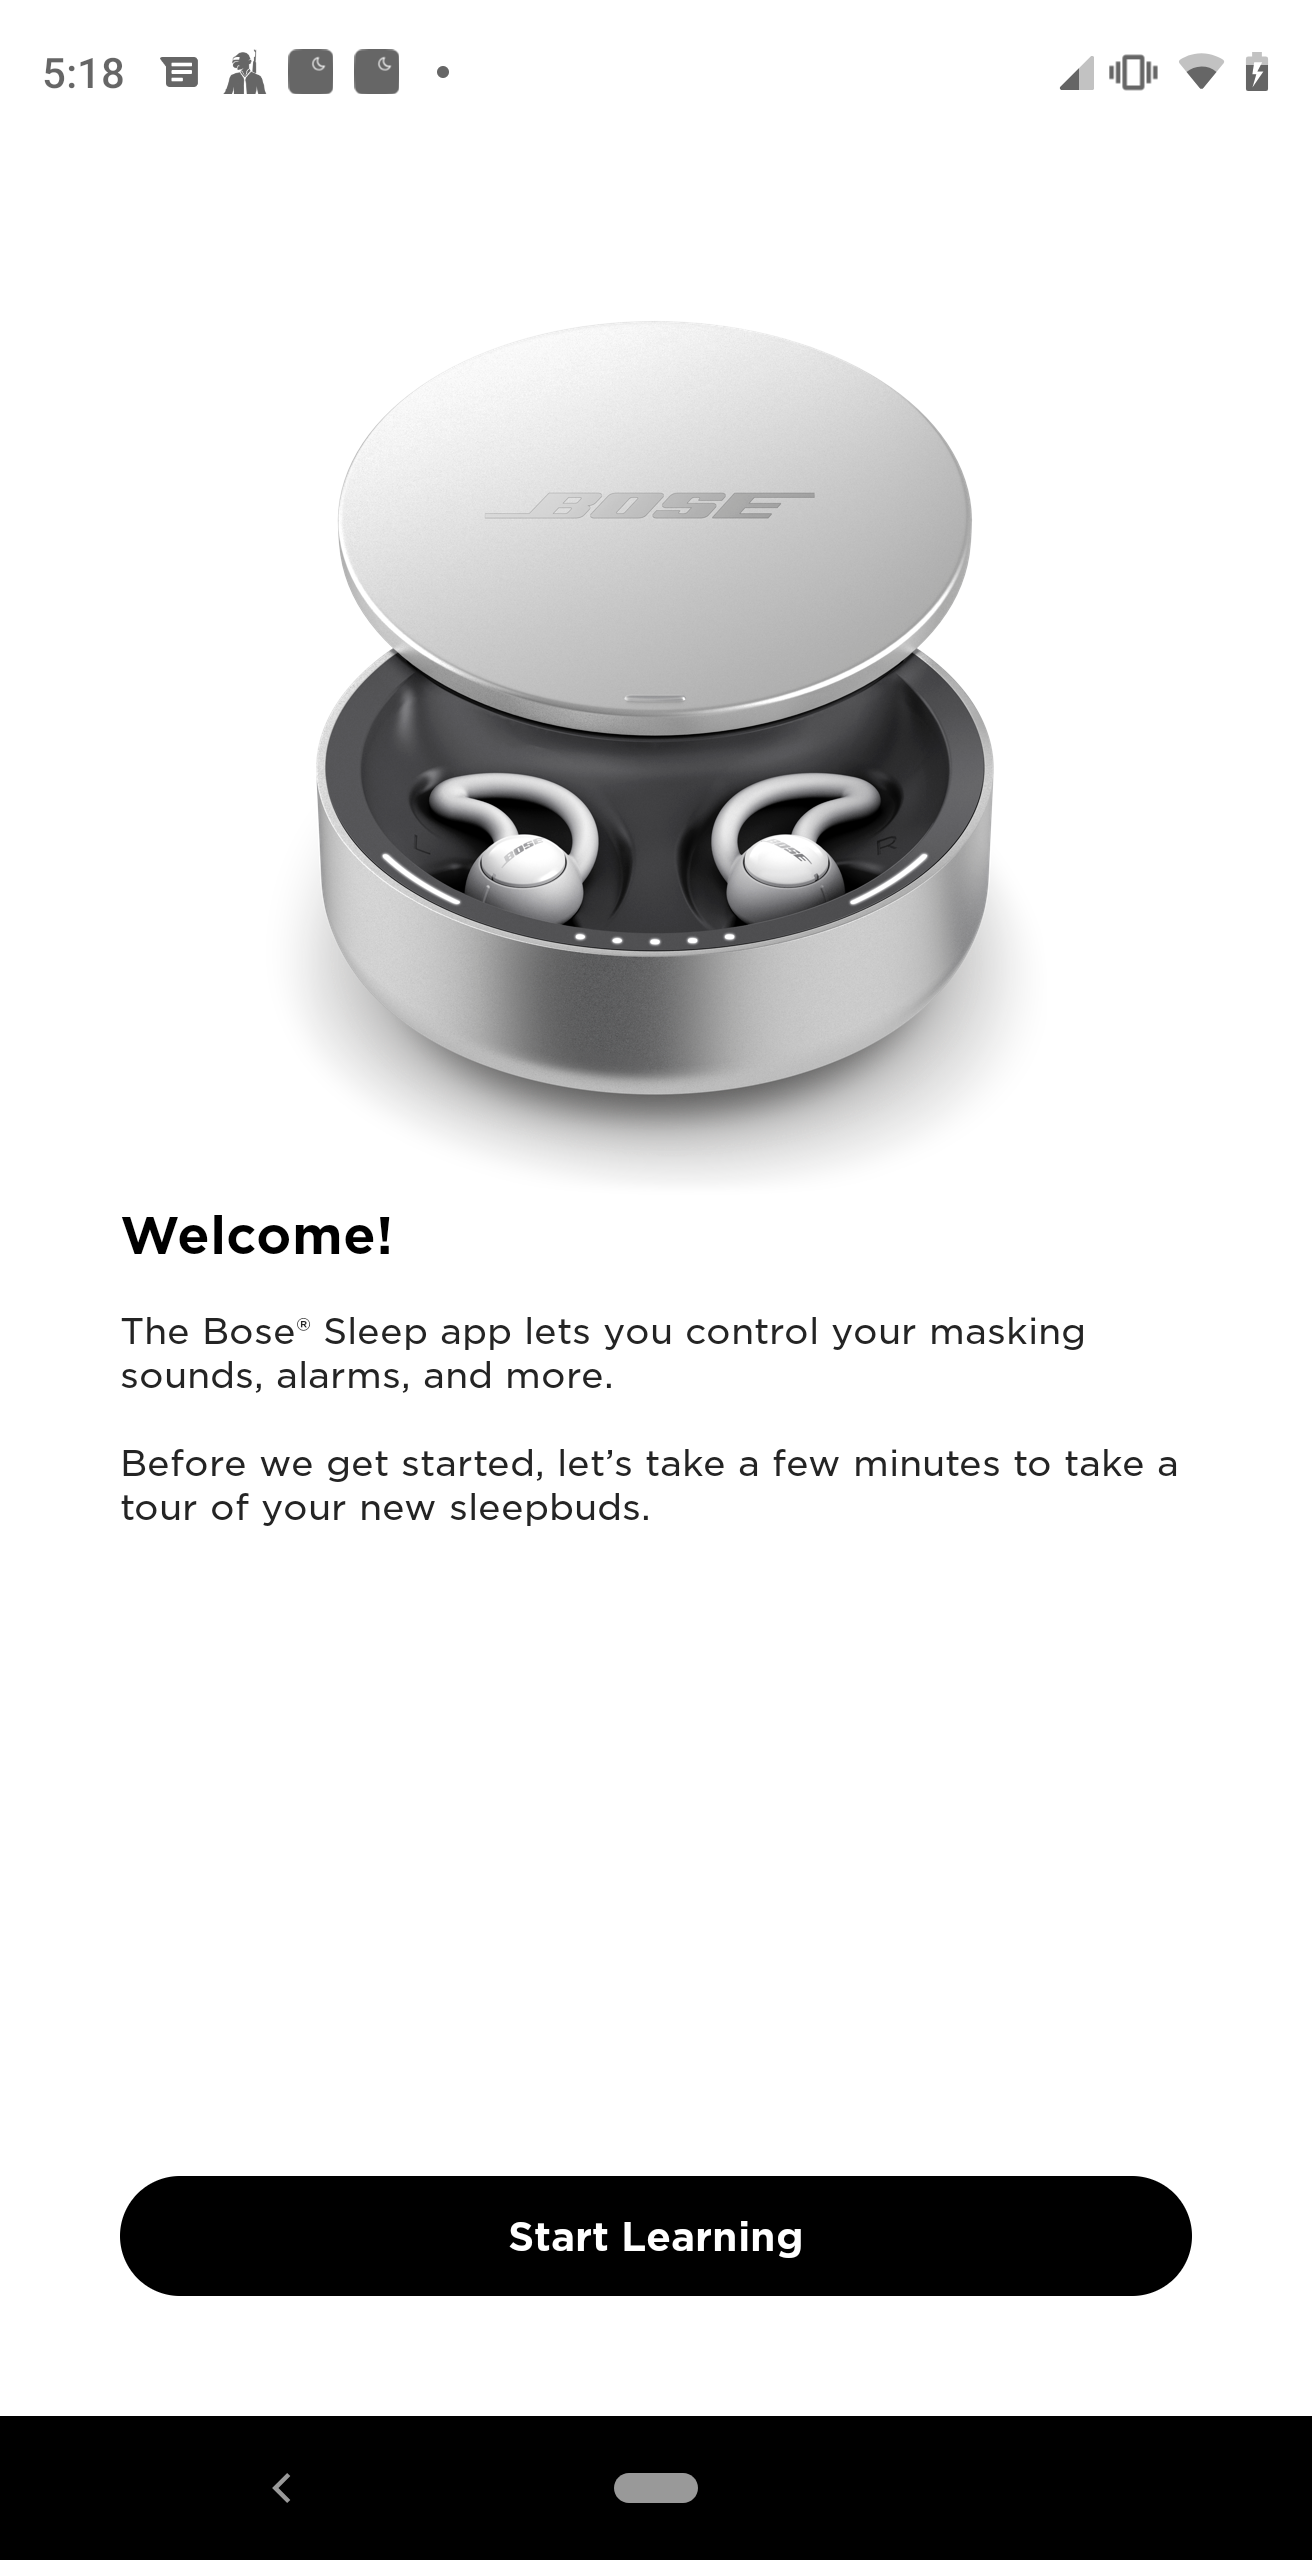 5:18
BOSE
BOSE
BOSE
L
R
Welcome!
The Bose® Sleep app lets you control your masking
sounds, alarms, and more.
Before we get started, let’s take a few minutes to take a
tour of your new sleepbuds.
Start Learning